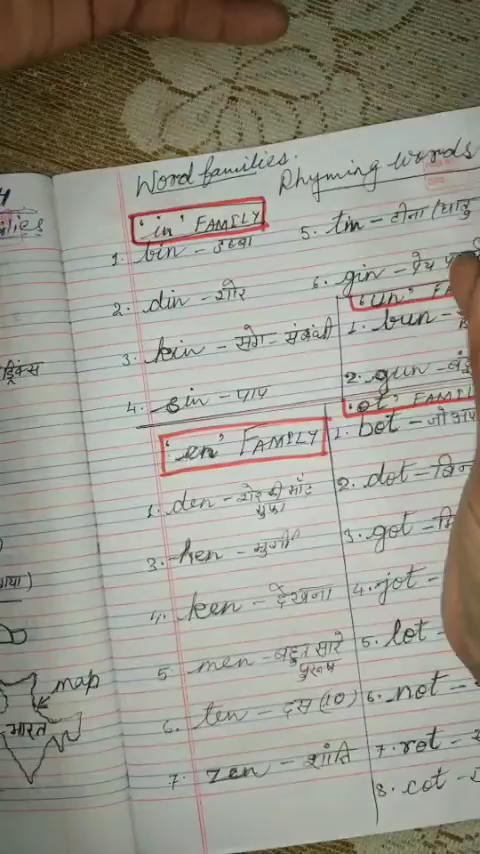 Word families.
Rhyming words
'in' FAMILY
1. bin - डब्बा
2. din - शोर
3. kin - सगे-संबंधी
4. sin - पाप
5. tin - टीना (धातु
6. gin - पेय
'un' FA
1. bun -
2. gun -
'ot' FAMIL
1. bot - जो
2. dot - बिन
3. got - मि
4. jot -
5. lot -
6. not -
7. rot -
8. cot -
'en' FAMILY
1. den - शेर की माँद
गुफा
3. hen - मुर्गी
4. ken - देखना
5. men - बहुत सारे
पुरुष
6. ten - दस (10)
7. zen - शांति
ilies
ड्रिंक्स
map
भारत